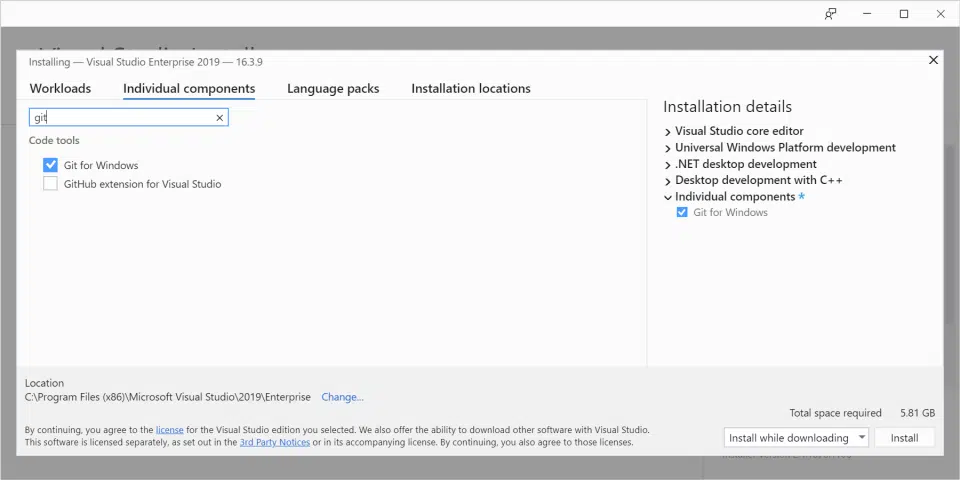 Installing — Visual Studio Enterprise 2019 — 16.3.9
Workloads
Individual components
Language packs
Installation locations
git
Code tools
Git for Windows
GitHub extension for Visual Studio
Installation details
Visual Studio core editor
Universal Windows Platform development
.NET desktop development
Desktop development with C++
Individual components *
Git for Windows
Location
C:\Program Files (x86)\Microsoft Visual Studio\2019\Enterprise Change...
Total space required 5.81 GB
By continuing, you agree to the license for the Visual Studio edition you selected. We also offer the ability to download other software with Visual Studio.
This software is licensed separately, as set out in the 3rd Party Notices or in its accompanying license. By continuing, you also agree to those licenses.
Install while downloading
Install